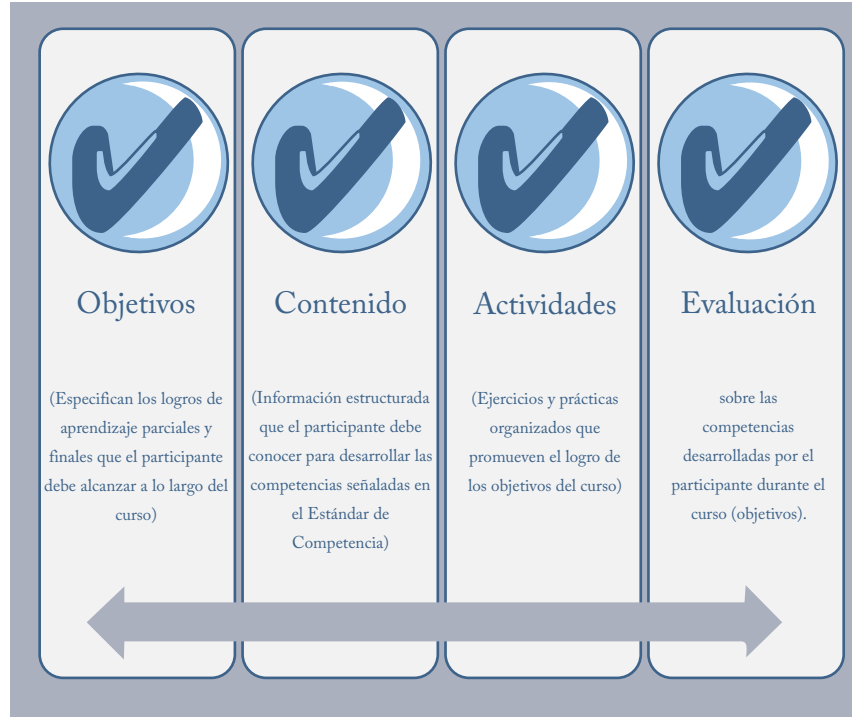 Objetivos
(Especifican los logros de
aprendizaje parciales y
finales que el participante
debe alcanzar a lo largo del
curso)
Contenido
(Información estructurada
que el participante debe
conocer para desarrollar las
competencias señaladas en
el Estándar de
Competencia)
Actividades
(Ejercicios y prácticas
organizados que
promueven el logro de
los objetivos del curso)
Evaluación
sobre las
competencias
desarrolladas por el
participante durante el
curso (objetivos).